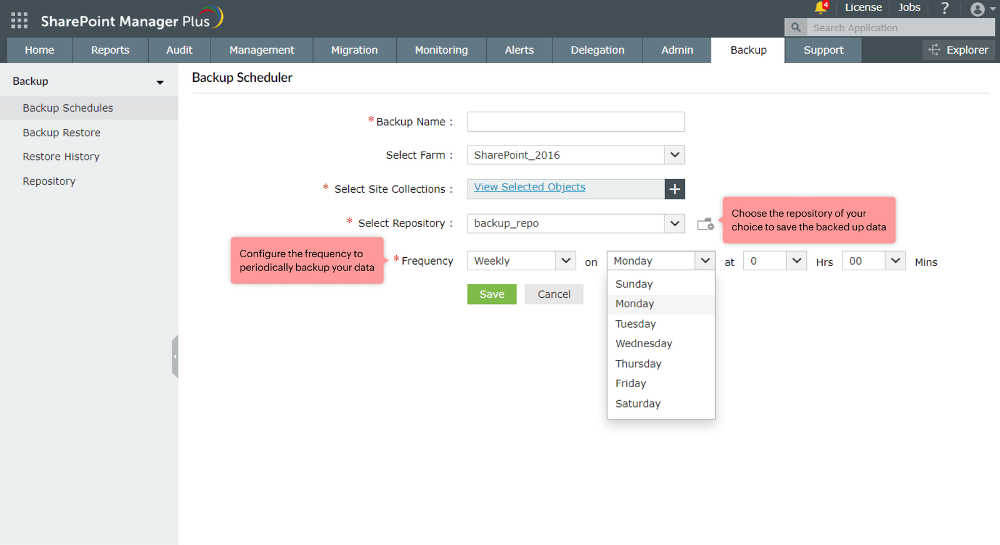 4
License
Jobs
?
SharePoint Manager Plus
Search Application
Home
Reports
Audit
Management
Migration
Monitoring
Alerts
Delegation
Admin
Backup
Support
Explorer
Backup
Backup Schedules
Backup Restore
Restore History
Repository
Backup Scheduler
* Backup Name :
Select Farm : SharePoint_2016
* Select Site Collections : View Selected Objects +
* Select Repository : backup_repo
Choose the repository of your
choice to save the backed up data
Configure the frequency to
periodically backup your data
* Frequency Weekly on Monday at 0 Hrs 00 Mins
Save Cancel
Sunday
Monday
Tuesday
Wednesday
Thursday
Friday
Saturday